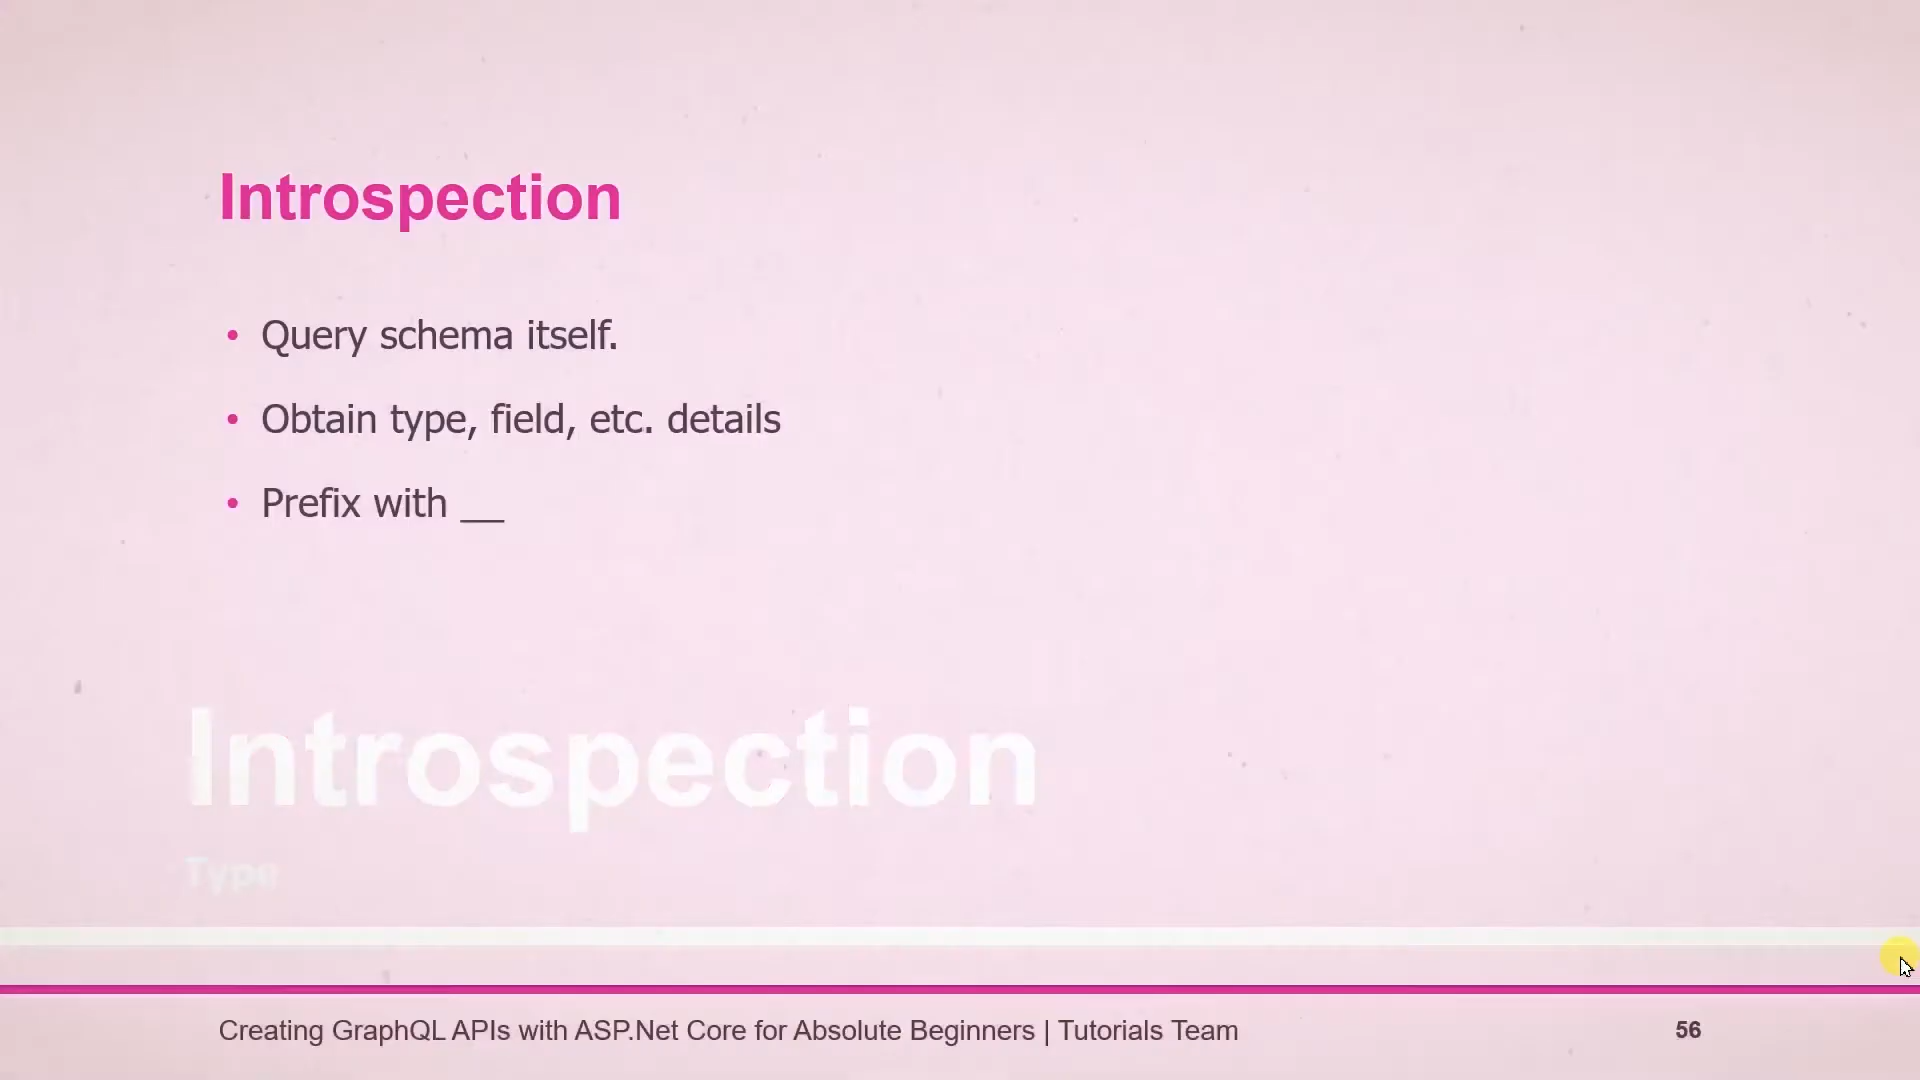 Introspection
• Query schema itself.
• Obtain type, field, etc. details
• Prefix with __
Introspection
Type
Creating GraphQL APIs with ASP.Net Core for Absolute Beginners | Tutorials Team
56